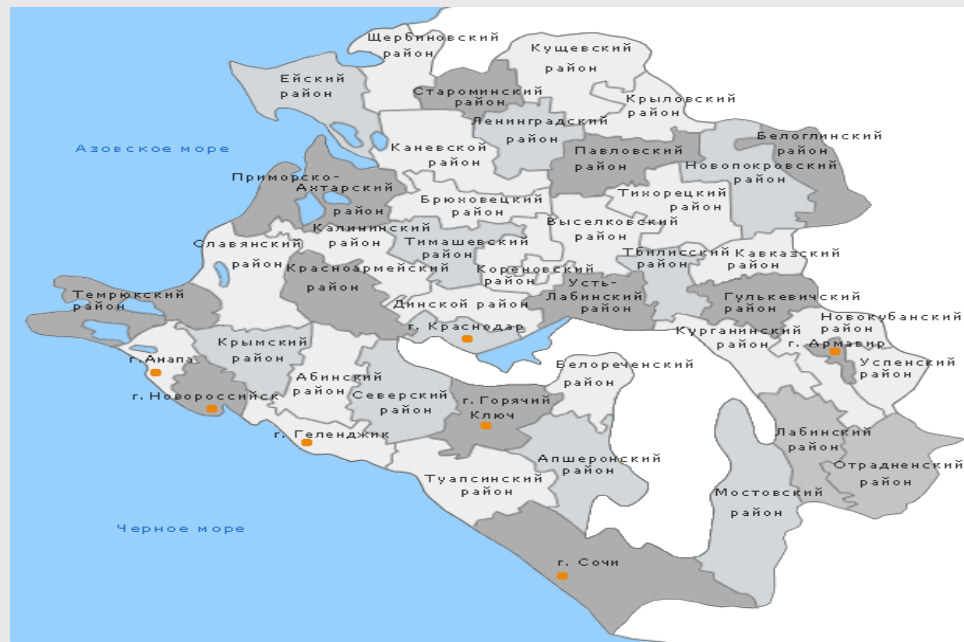 Щербиновский
район
Кущевский
район
Ейский
район
Староминский
район
Крыловский
район
Ленинградский
район
Белоглинский
район
Азовское море
Каневской
район
Павловский
район
Новопокровский
район
Приморско-
Ахтарский
район
Брюховецкий
район
Тихорецкий
район
Калининский
район
Выселковский
район
Славянский
район
Тимашевский
район
Тбилисский
район
Кавказский
район
Красноармейский
район
Кореновский
район
Усть-
Лабинский
район
Темрюкский
район
Динской район
Гулькевичский
район
Новокубанский
район
г. Краснодар
Курганинский
район
г. Армавир
Крымский
район
г.Анапа
Белореченский
район
Успенский
район
Абинский
район
Северский
район
г. Новороссийск
г. Горячий
Ключ
г. Геленджик
Лабинский
район
Апшеронский
район
Отрадненский
район
Туапсинский
район
Мостовский
район
Черное море
г. Сочи